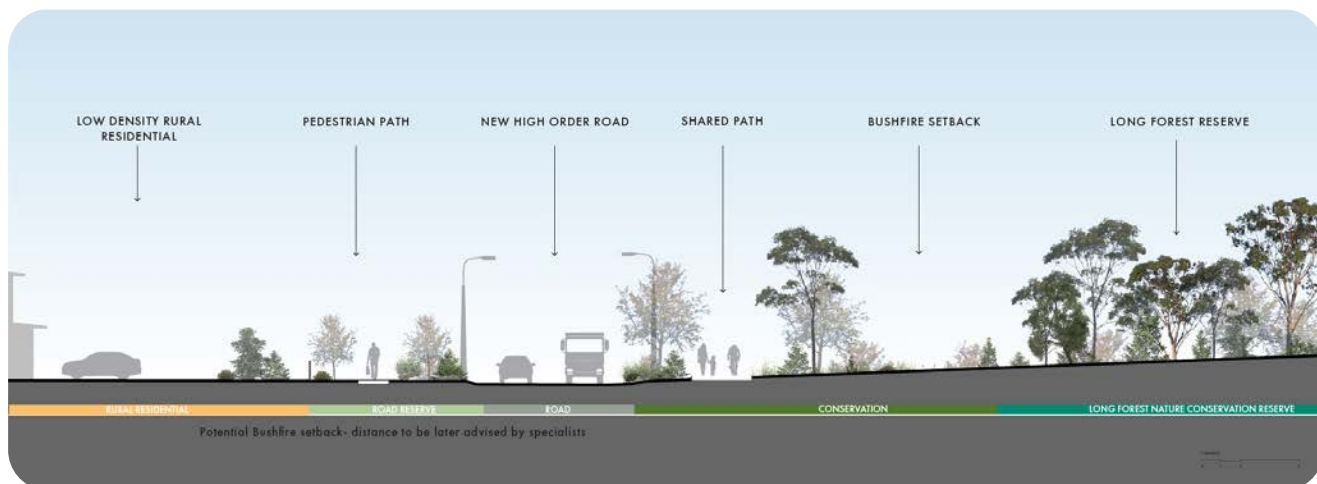 LOW DENSITY RURAL
RESIDENTIAL
PEDESTRIAN PATH
NEW HIGH ORDER ROAD
SHARED PATH
BUSHFIRE SETBACK
LONG FOREST RESERVE
RURAL RESIDENTIAL
ROAD RESERVE
ROAD
CONSERVATION
LONG FOREST NATURE CONSERVATION RESERVE
Potential Bushfire setback- distance to be later advised by specialists